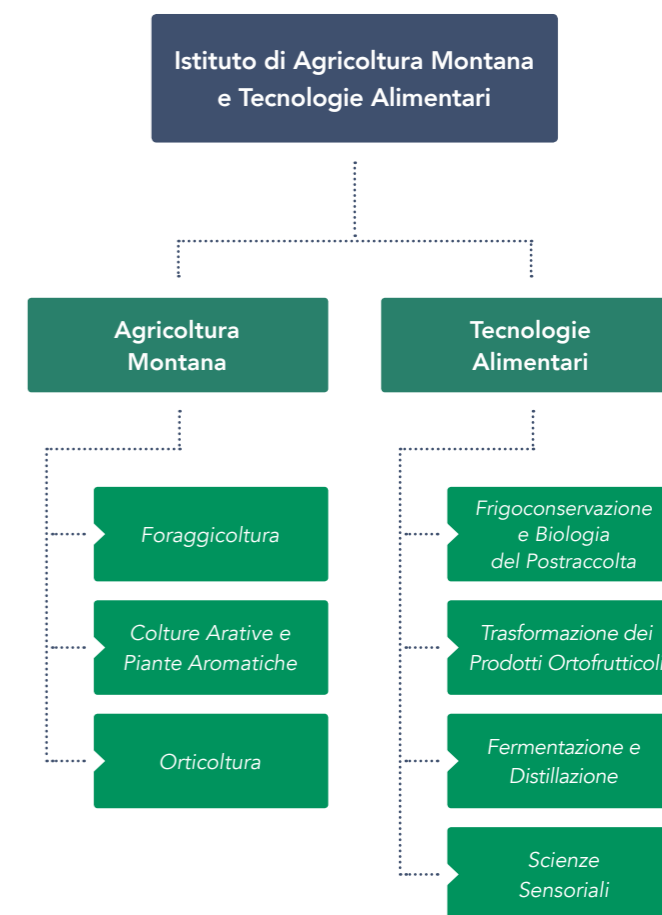 Istituto di Agricoltura Montana
e Tecnologie Alimentari
Agricoltura
Montana
Foraggicoltura
Colture Arative e
Piante Aromatiche
Orticoltura
Tecnologie
Alimentari
Frigoconservazione
e Biologia
del Postraccolta
Trasformazione dei
Prodotti Ortofrutticoli
Fermentazione e
Distillazione
Scienze
Sensoriali